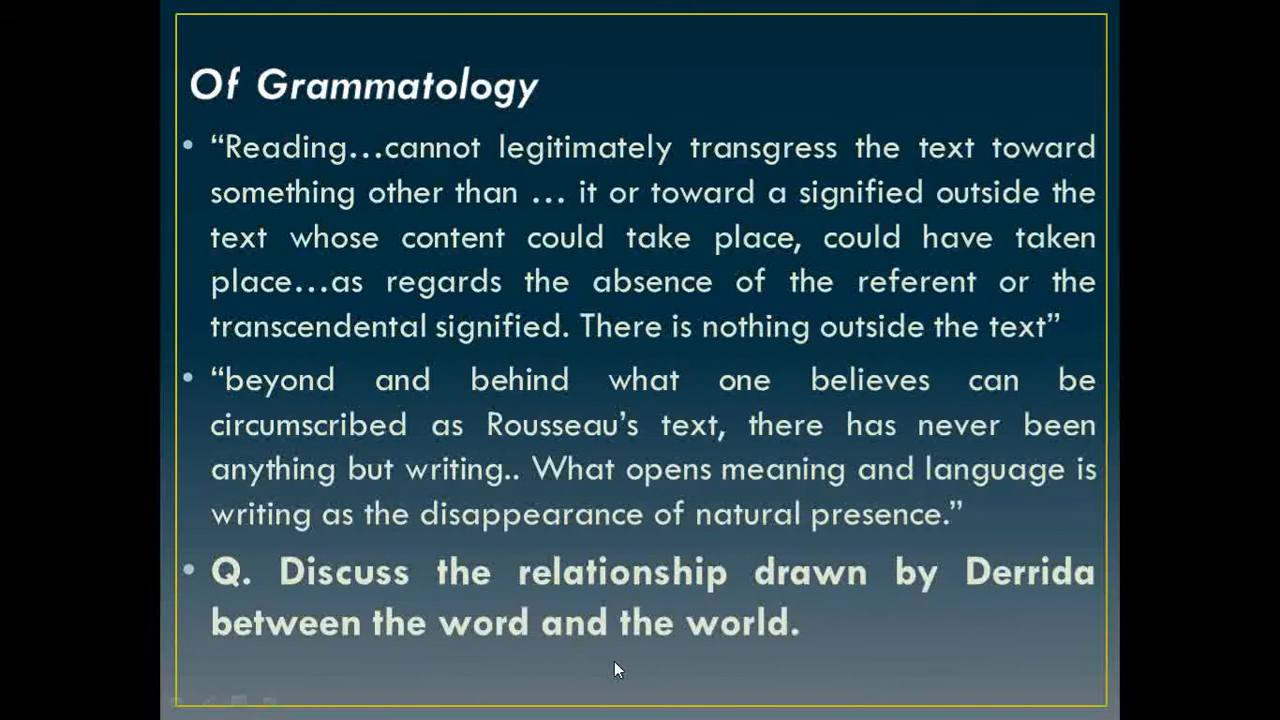 Of Grammatology
• “Reading…cannot legitimately transgress the text toward
something other than … it or toward a signified outside the
text whose content could take place, could have taken
place…as regards the absence of the referent or the
transcendental signified. There is nothing outside the text”
• “beyond and behind what one believes can be
circumscribed as Rousseau’s text, there has never been
anything but writing.. What opens meaning and language is
writing as the disappearance of natural presence.”
• Q. Discuss the relationship drawn by Derrida
between the word and the world.